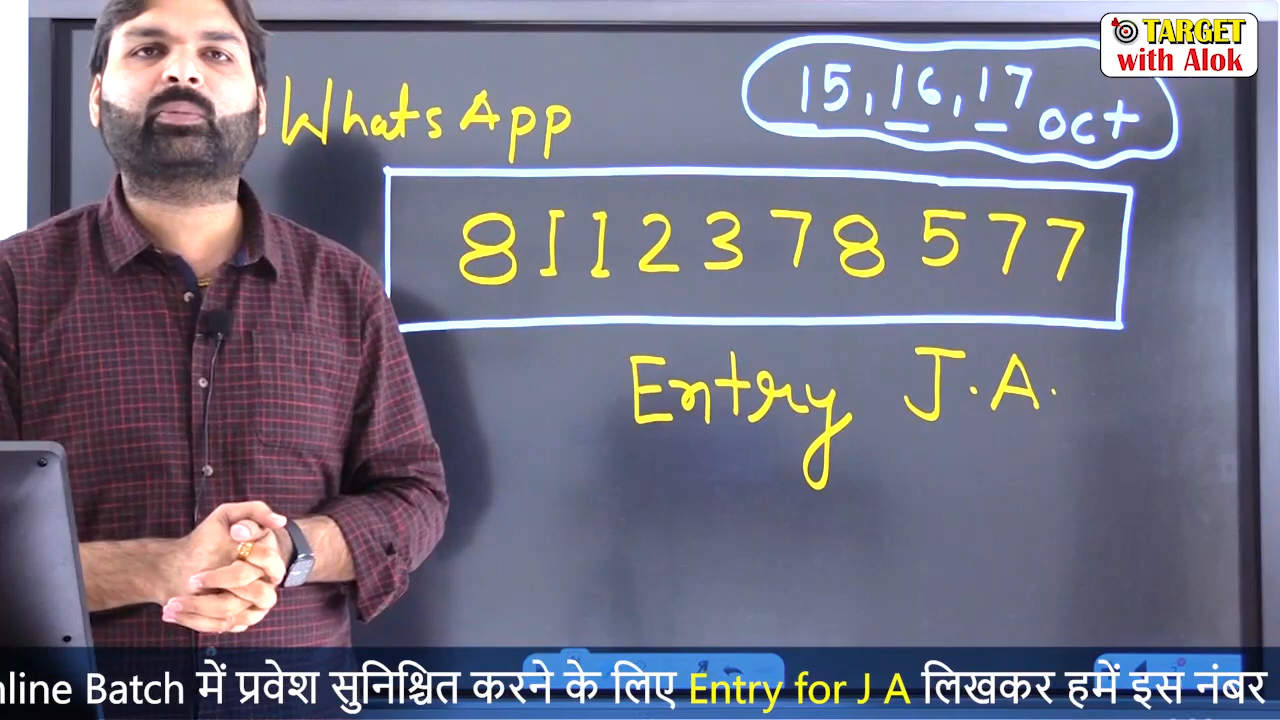 TARGET
with Alok
15, 16, 17 oct
WhatsApp
8112378577
Entry J.A.
nline Batch में प्रवेश सुनिश्चित करने के लिए Entry for J A लिखकर हमें इस नंबर